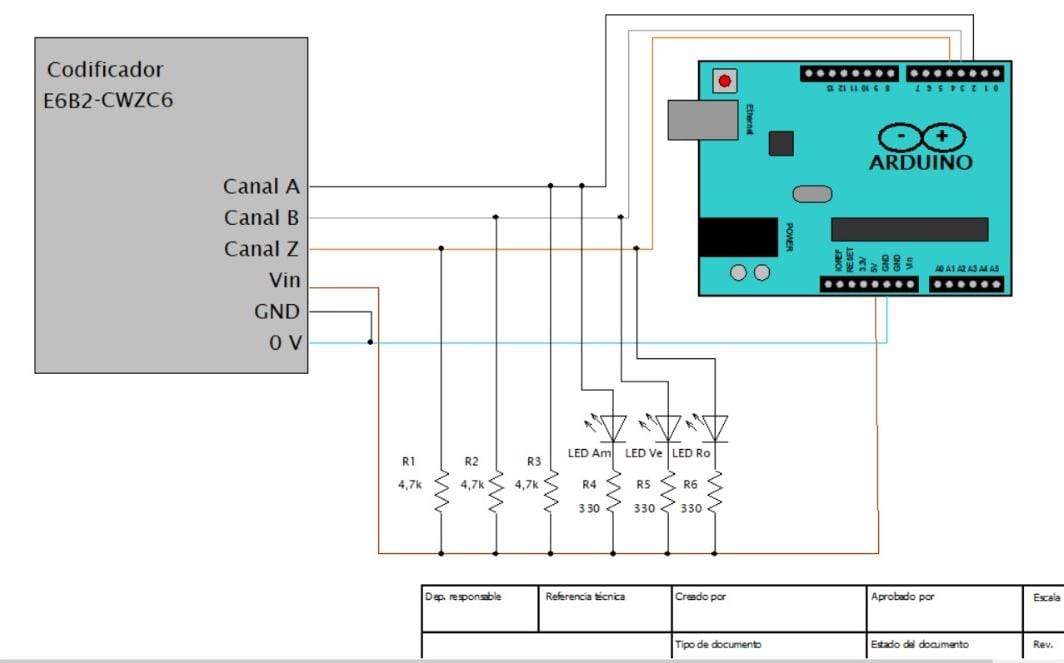 Codificador
E6B2-CWZC6
Canal A
Canal B
Canal Z
Vin
GND
0 V
Ethernet
13 12 11 10 9 8
7 6 5 4 3 2 1 0
- +
ARDUINO
POWER
IOREF
RESET
3.3V
5V
GND
GND
Vin
A0 A1 A2 A3 A4 A5
LED Am
LED Ve
LED Ro
R1
4,7k
R2
4,7k
R3
4,7k
R4
330
R5
330
R6
330
Dep. responsable
Referencia técnica
Creado por
Aprobado por
Escala
Tipo de documento
Estado del documento
Rev.